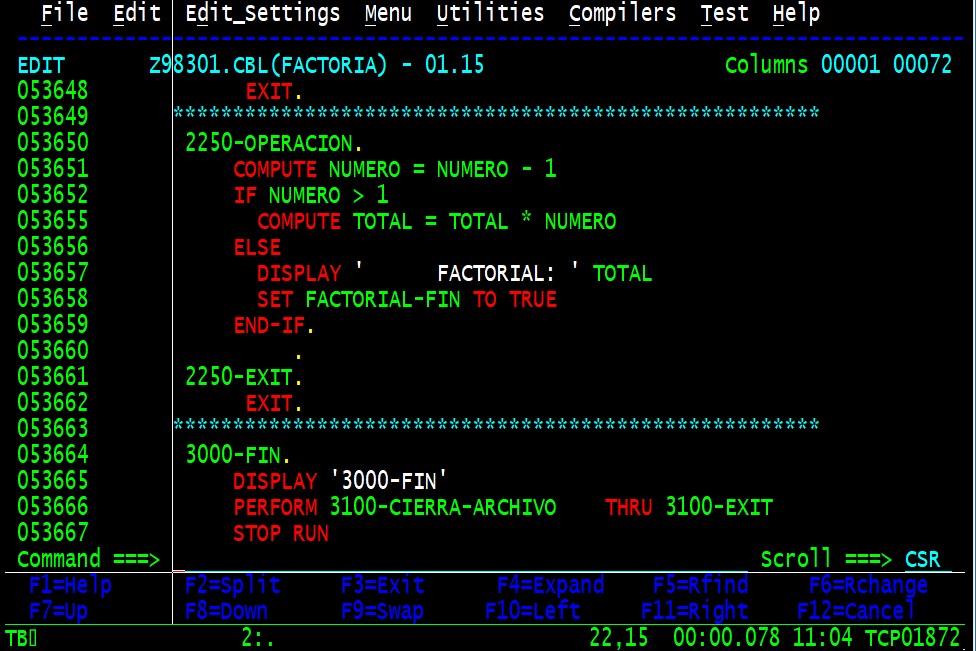 File Edit Edit_Settings Menu Utilities Compilers Test Help
EDIT Z98301.CBL(FACTORIA) - 01.15 Columns 00001 00072
053648 EXIT.
053649 ******************************************************
053650 2250-OPERACION.
053651 COMPUTE NUMERO = NUMERO - 1
053652 IF NUMERO > 1
053655 COMPUTE TOTAL = TOTAL * NUMERO
053656 ELSE
053657 DISPLAY '      FACTORIAL: ' TOTAL
053658 SET FACTORIAL-FIN TO TRUE
053659 END-IF.
053660 .
053661 2250-EXIT.
053662 EXIT.
053663 ******************************************************
053664 3000-FIN.
053665 DISPLAY '3000-FIN'
053666 PERFORM 3100-CIERRA-ARCHIVO    THRU 3100-EXIT
053667 STOP RUN
Command ===> Scroll ===> CSR
F1=Help F2=Split F3=Exit F4=Expand F5=Rfind F6=Rchange
F7=Up F8=Down F9=Swap F10=Left F11=Right F12=Cancel
TB▯ 2:. 22,15 00:00.078 11:04 TCP01872